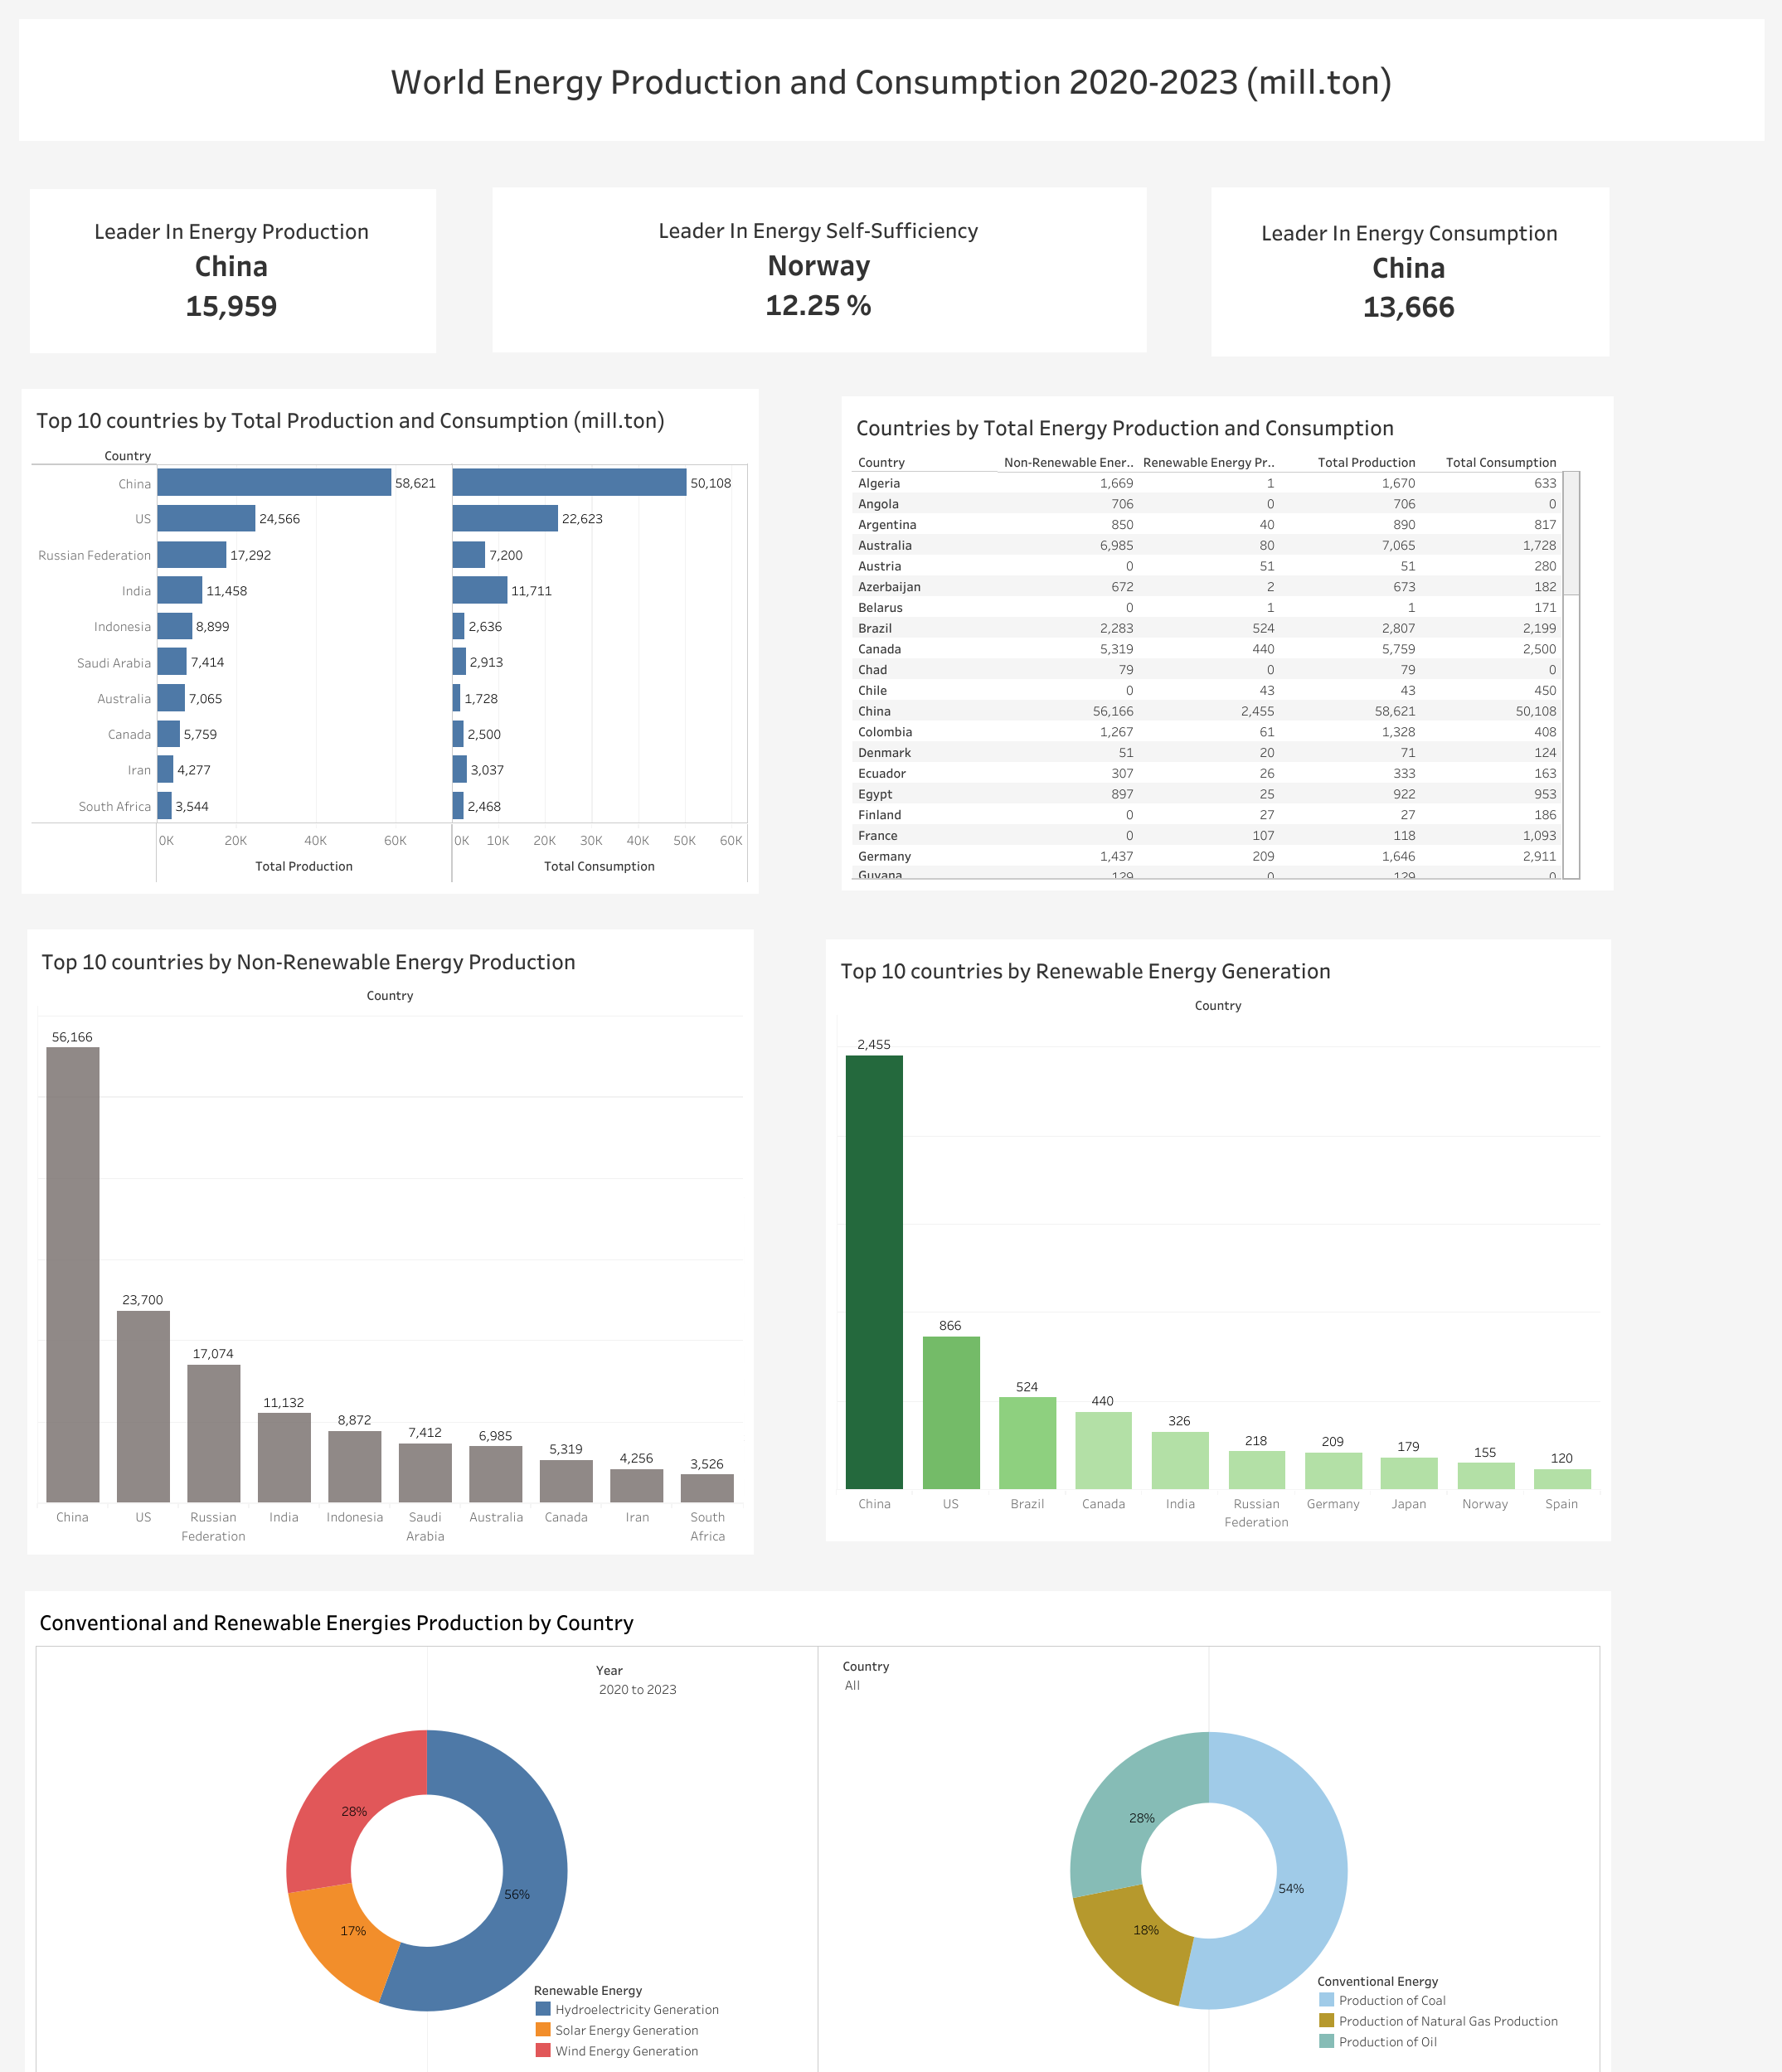 World Energy Production and Consumption 2020-2023 (mill.ton)
Leader In Energy Production
China
15,959
Leader In Energy Self-Sufficiency
Norway
12.25 %
Leader In Energy Consumption
China
13,666
Top 10 countries by Total Production and Consumption (mill.ton)
Country
China 58,621 50,108
US 24,566 22,623
Russian Federation 17,292 7,200
India 11,458 11,711
Indonesia 8,899 2,636
Saudi Arabia 7,414 2,913
Australia 7,065 1,728
Canada 5,759 2,500
Iran 4,277 3,037
South Africa 3,544 2,468
0K 20K 40K 60K 0K 10K 20K 30K 40K 50K 60K
Total Production Total Consumption
Countries by Total Energy Production and Consumption
Country Non-Renewable Ener.. Renewable Energy Pr.. Total Production Total Consumption
Algeria 1,669 1 1,670 633
Angola 706 0 706 0
Argentina 850 40 890 817
Australia 6,985 80 7,065 1,728
Austria 0 51 51 280
Azerbaijan 672 2 673 182
Belarus 0 1 1 171
Brazil 2,283 524 2,807 2,199
Canada 5,319 440 5,759 2,500
Chad 79 0 79 0
Chile 0 43 43 450
China 56,166 2,455 58,621 50,108
Colombia 1,267 61 1,328 408
Denmark 51 20 71 124
Ecuador 307 26 333 163
Egypt 897 25 922 953
Finland 0 27 27 186
France 0 107 118 1,093
Germany 1,437 209 1,646 2,911
Guyana 129 0 129 0
Top 10 countries by Non-Renewable Energy Production
Country
56,166
23,700
17,074
11,132
8,872
7,412
6,985
5,319
4,256
3,526
China US Russian India Indonesia Saudi Australia Canada Iran South
Federation Arabia Africa
Top 10 countries by Renewable Energy Generation
Country
2,455
866
524
440
326
218
209
179
155
120
China US Brazil Canada India Russian Germany Japan Norway Spain
Federation
Conventional and Renewable Energies Production by Country
Year
2020 to 2023
28%
56%
17%
Renewable Energy
Hydroelectricity Generation
Solar Energy Generation
Wind Energy Generation
Country
All
28%
54%
18%
Conventional Energy
Production of Coal
Production of Natural Gas Production
Production of Oil